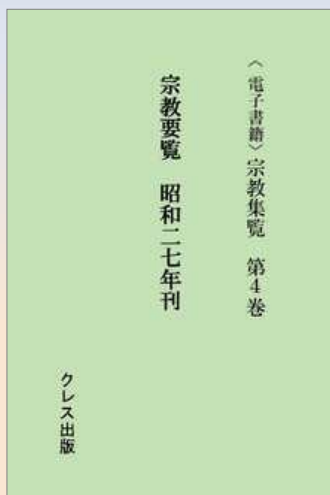 〈電子書籍〉宗教集覧　第4巻
宗教要覧　昭和二七年刊
クレス出版